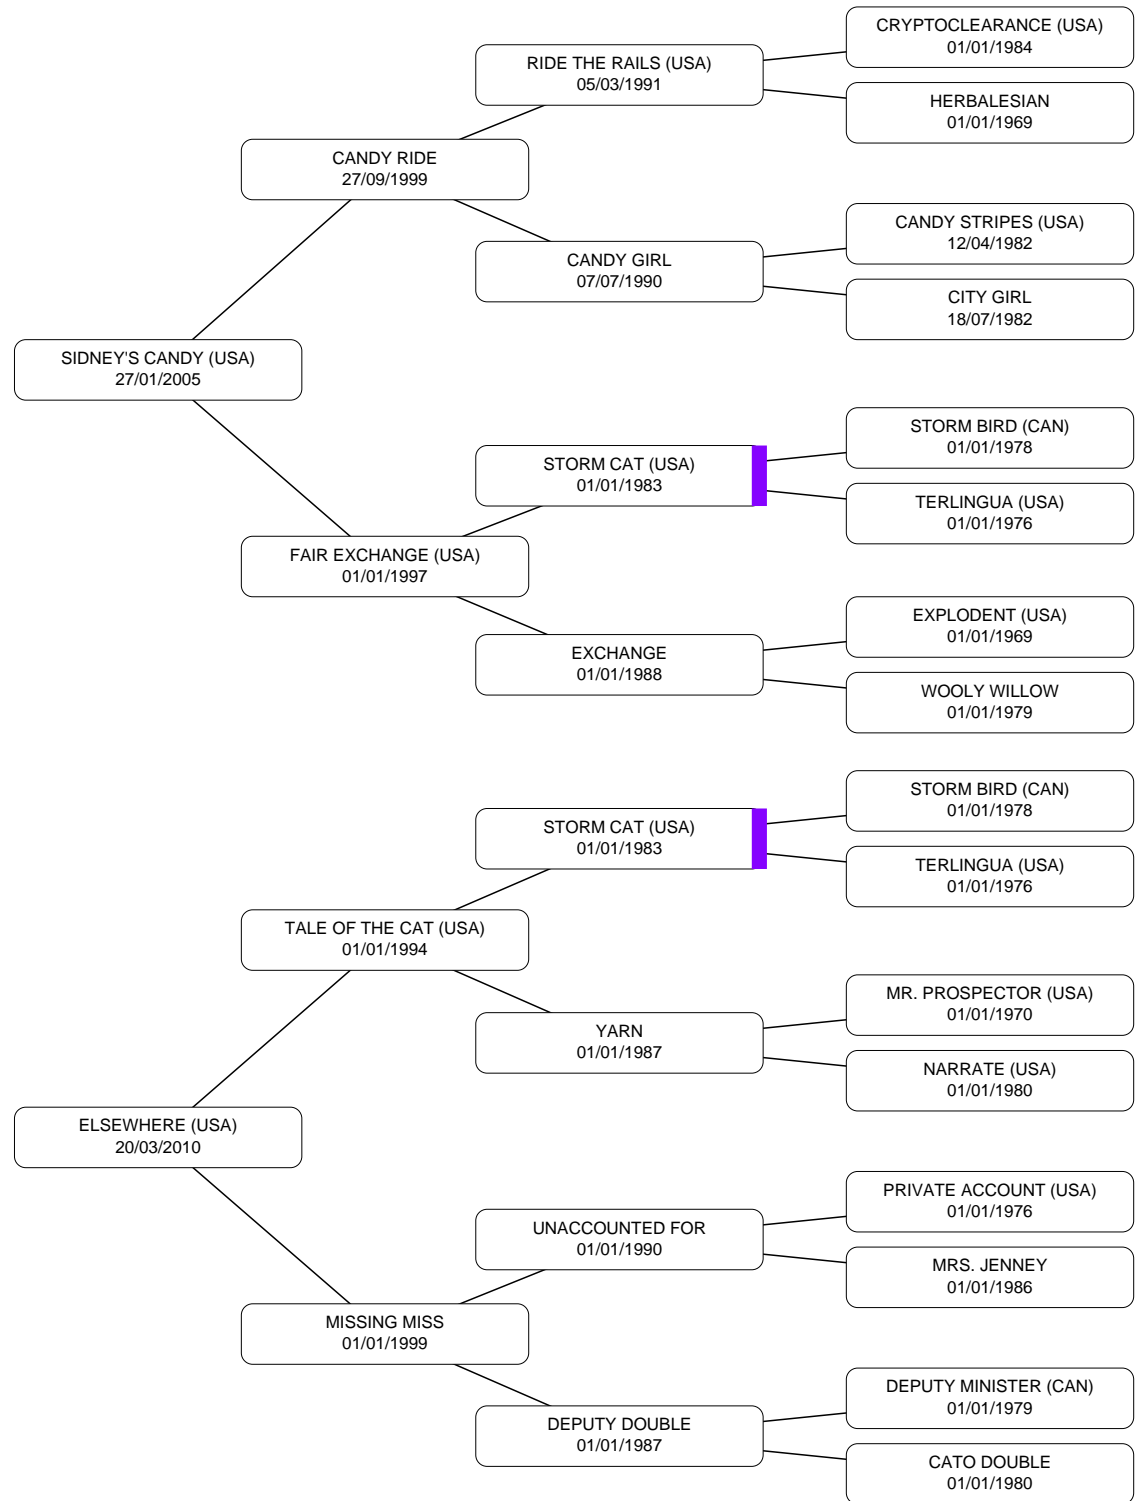 CRYPTOCLEARANCE (USA)
01/01/1984
RIDE THE RAILS (USA)
05/03/1991
HERBALESIAN
01/01/1969
CANDY RIDE
27/09/1999
CANDY STRIPES (USA)
12/04/1982
CANDY GIRL
07/07/1990
CITY GIRL
18/07/1982
SIDNEY'S CANDY (USA)
27/01/2005
STORM BIRD (CAN)
01/01/1978
STORM CAT (USA)
01/01/1983
TERLINGUA (USA)
01/01/1976
FAIR EXCHANGE (USA)
01/01/1997
EXPLODENT (USA)
01/01/1969
EXCHANGE
01/01/1988
WOOLY WILLOW
01/01/1979
STORM BIRD (CAN)
01/01/1978
STORM CAT (USA)
01/01/1983
TERLINGUA (USA)
01/01/1976
TALE OF THE CAT (USA)
01/01/1994
MR. PROSPECTOR (USA)
01/01/1970
YARN
01/01/1987
NARRATE (USA)
01/01/1980
ELSEWHERE (USA)
20/03/2010
PRIVATE ACCOUNT (USA)
01/01/1976
UNACCOUNTED FOR
01/01/1990
MRS. JENNEY
01/01/1986
MISSING MISS
01/01/1999
DEPUTY MINISTER (CAN)
01/01/1979
DEPUTY DOUBLE
01/01/1987
CATO DOUBLE
01/01/1980